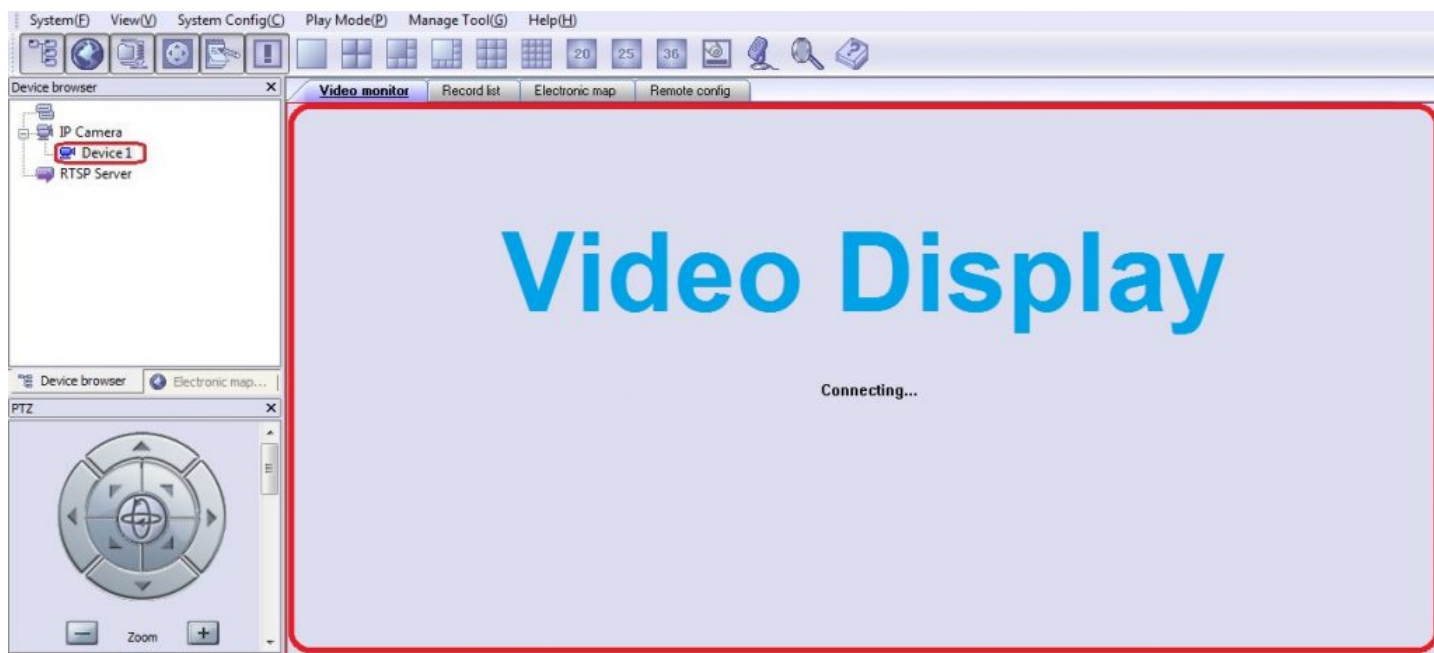 System(F) View(V) System Config(C) Play Mode(P) Manage Tool(G) Help(H)
20 25 36
Device browser
Video monitor Record list Electronic map Remote config
IP Camera
Device 1
RTSP Server
Video Display
Connecting...
Device browser Electronic map...
PTZ
Zoom